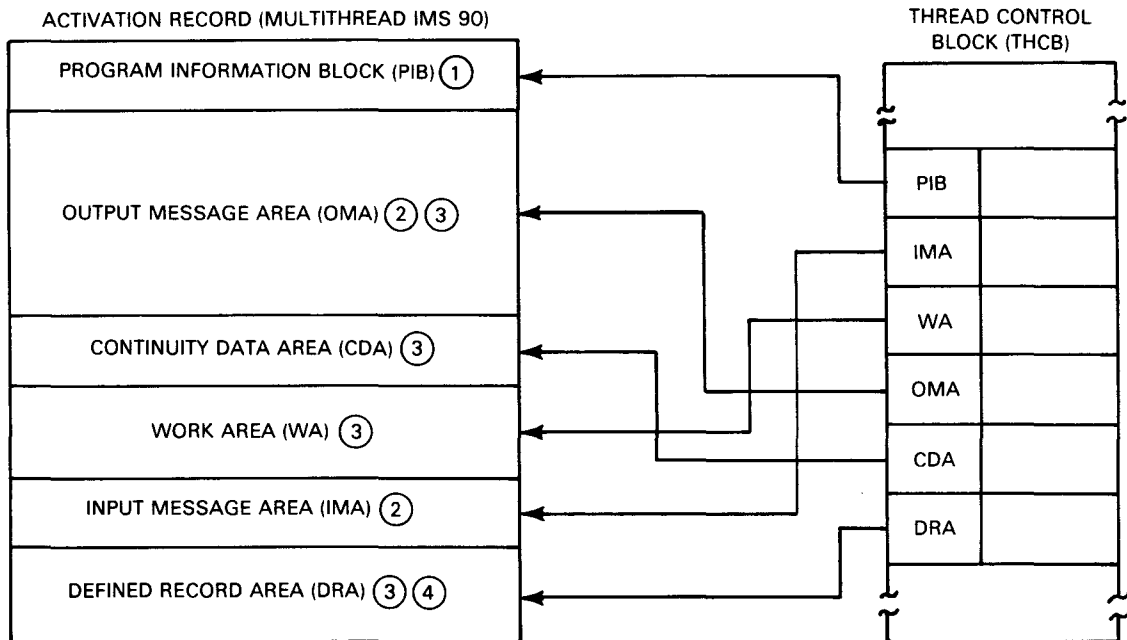 ACTIVATION RECORD (MULTITHREAD IMS 90)
PROGRAM INFORMATION BLOCK (PIB) 1
OUTPUT MESSAGE AREA (OMA) 2 3
CONTINUITY DATA AREA (CDA) 3
WORK AREA (WA) 3
INPUT MESSAGE AREA (IMA) 2
DEFINED RECORD AREA (DRA) 3 4
THREAD CONTROL
BLOCK (THCB)
PIB
IMA
WA
OMA
CDA
DRA